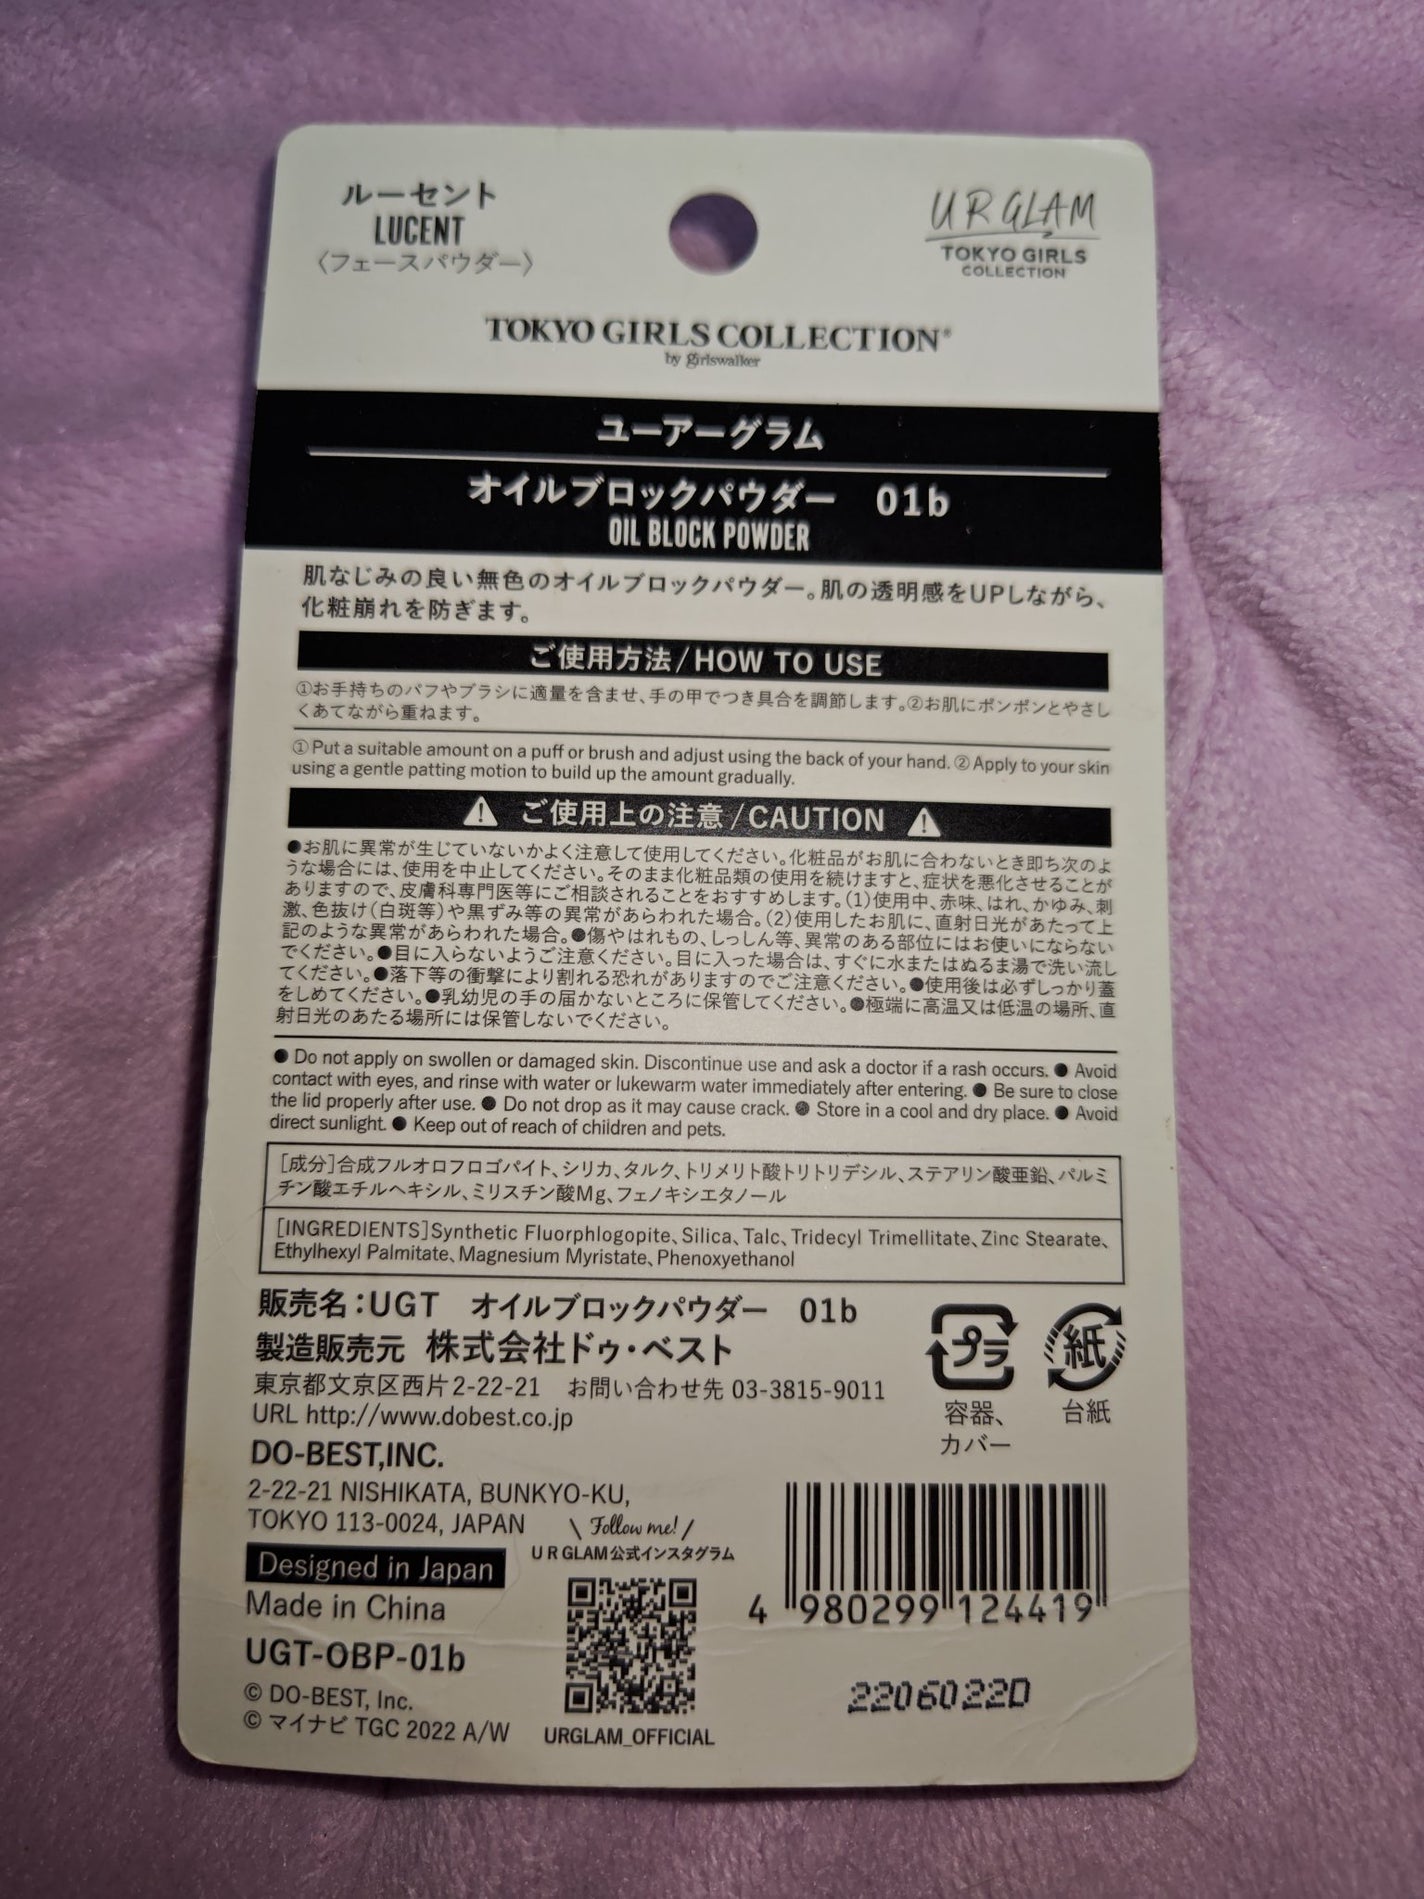 ルーセント
LUCENT
〈フェースパウダー〉
U R GLAM
TOKYO GIRLS
COLLECTION
TOKYO GIRLS COLLECTION®
by girlswalker
ユーアーグラム
オイルブロックパウダー 01b
OIL BLOCK POWDER
肌なじみの良い無色のオイルブロックパウダー。肌の透明感をUPしながら、
化粧崩れを防ぎます。
ご使用方法/HOW TO USE
①お手持ちのパフやブラシに適量を含ませ、手の甲でつき具合を調節します。②お肌にポンポンとやさし
くあてながら重ねます。
① Put a suitable amount on a puff or brush and adjust using the back of your hand. ② Apply to your skin
using a gentle patting motion to build up the amount gradually.
ご使用上の注意/CAUTION
●お肌に異常が生じていないかよく注意して使用してください。化粧品がお肌に合わないとき即ち次のよ
うな場合には、使用を中止してください。そのまま化粧品類の使用を続けますと、症状を悪化させることが
ありますので、皮膚科専門医等にご相談されることをおすすめします。(1)使用中、赤味、はれ、かゆみ、刺
激、色抜け(白斑等)や黒ずみ等の異常があらわれた場合。(2)使用したお肌に、直射日光があたって上
記のような異常があらわれた場合。●傷やはれもの、しっしん等、異常のある部位にはお使いにならない
でください。●目に入らないようご注意ください。目に入った場合は、すぐに水またはぬるま湯で洗い流し
てください。●落下等の衝撃により割れる恐れがありますのでご注意ください。●使用後は必ずしっかり蓋
をしめてください。●乳幼児の手の届かないところに保管してください。●極端に高温又は低温の場所、直
射日光のあたる場所には保管しないでください。
● Do not apply on swollen or damaged skin. Discontinue use and ask a doctor if a rash occurs. ● Avoid
contact with eyes, and rinse with water or lukewarm water immediately after entering. ● Be sure to close
the lid properly after use. ● Do not drop as it may cause crack. ● Store in a cool and dry place. ● Avoid
direct sunlight. ● Keep out of reach of children and pets.
[成分]合成フルオロフロゴパイト、シリカ、タルク、トリメリト酸トリトリデシル、ステアリン酸亜鉛、パルミ
チン酸エチルヘキシル、ミリスチン酸Mg、フェノキシエタノール
[INGREDIENTS]Synthetic Fluorphlogopite、Silica、Talc、Tridecyl Trimellitate、Zinc Stearate、
Ethylhexyl Palmitate、Magnesium Myristate、Phenoxyethanol
販売名：UGT オイルブロックパウダー 01b
製造販売元 株式会社ドゥ・ベスト
東京都文京区西片2-22-21 お問い合わせ先 03-3815-9011
URL http://www.dobest.co.jp
プラ
容器、
カバー
紙
台紙
DO-BEST,INC.
2-22-21 NISHIKATA, BUNKYO-KU,
TOKYO 113-0024, JAPAN
Designed in Japan
Made in China
UGT-OBP-01b
© DO-BEST, Inc.
© マイナビ TGC 2022 A/W
\ Follow me! /
U R GLAM公式インスタグラム
URGLAM_OFFICIAL
4 980299 124419
2206022D